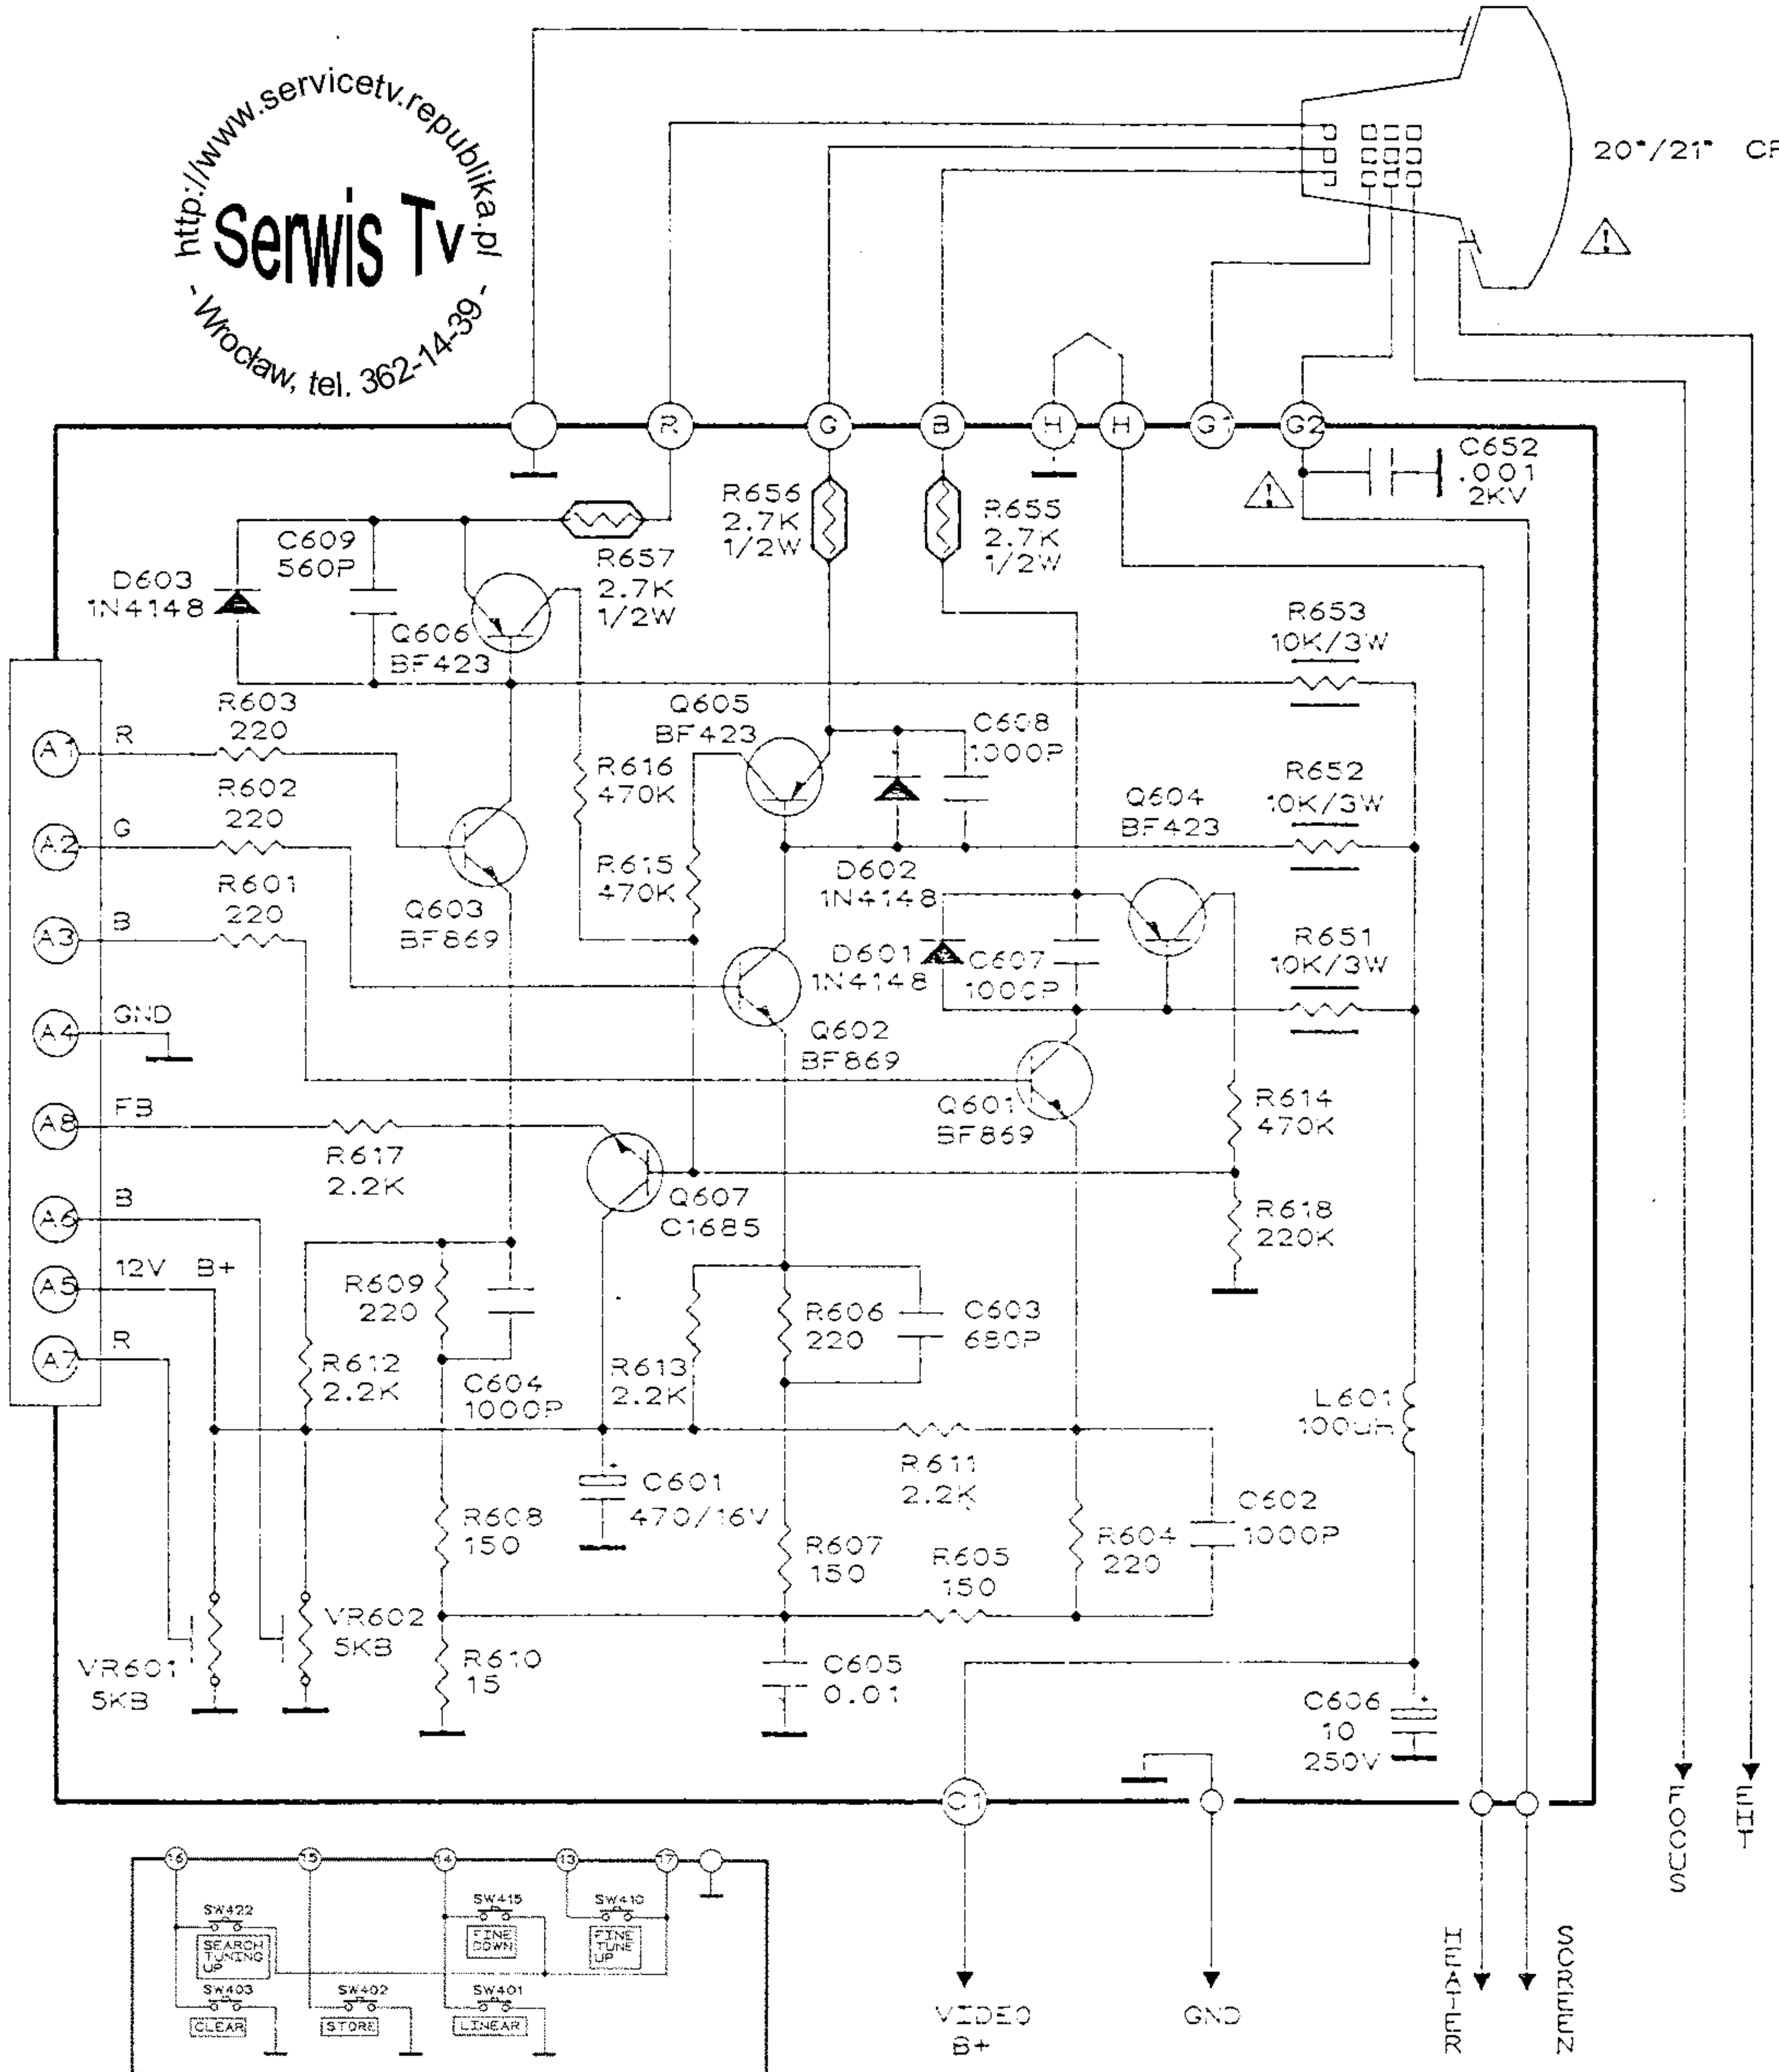 http://www.servicetv.republika.pl
Serwis Tv
- Wrocław, tel. 362-14-39 -
20"/21"
R
G
B
H
H
G1
G2
C652
.001
2KV
R656
2.7K
1/2W
R655
2.7K
1/2W
C609
560P
R657
2.7K
1/2W
D603
1N4148
Q606
BF423
R653
10K/3W
R603
220
Q605
BF423
C608
1000P
A1
R
R616
470K
R652
10K/3W
R602
220
Q604
BF423
A2
G
R615
470K
D602
1N4148
R601
220
Q603
BF869
A3
B
D601
1N4148
C607
1000P
R651
10K/3W
A4
GND
Q602
BF869
A8
FB
Q601
BF869
R614
470K
R617
2.2K
Q607
C1685
A6
B
R618
220K
A5
12V B+
R609
220
R606
220
C603
680P
A7
R
R612
2.2K
R613
2.2K
C604
1000P
L601
100uH
R611
2.2K
C601
470/16V
C602
1000P
R608
150
R607
150
R605
150
R604
220
VR602
5KB
VR601
5KB
R610
15
C605
0.01
C606
10
250V
C1
FOCUS
EHT
16
15
14
13
17
SW422
SEARCH
TUNING
UP
SW415
FINE
DOWN
SW410
FINE
TUNE
UP
SW403
CLEAR
SW402
STORE
SW401
LINEAR
VIDEO
B+
GND
HEATER
SCREEN